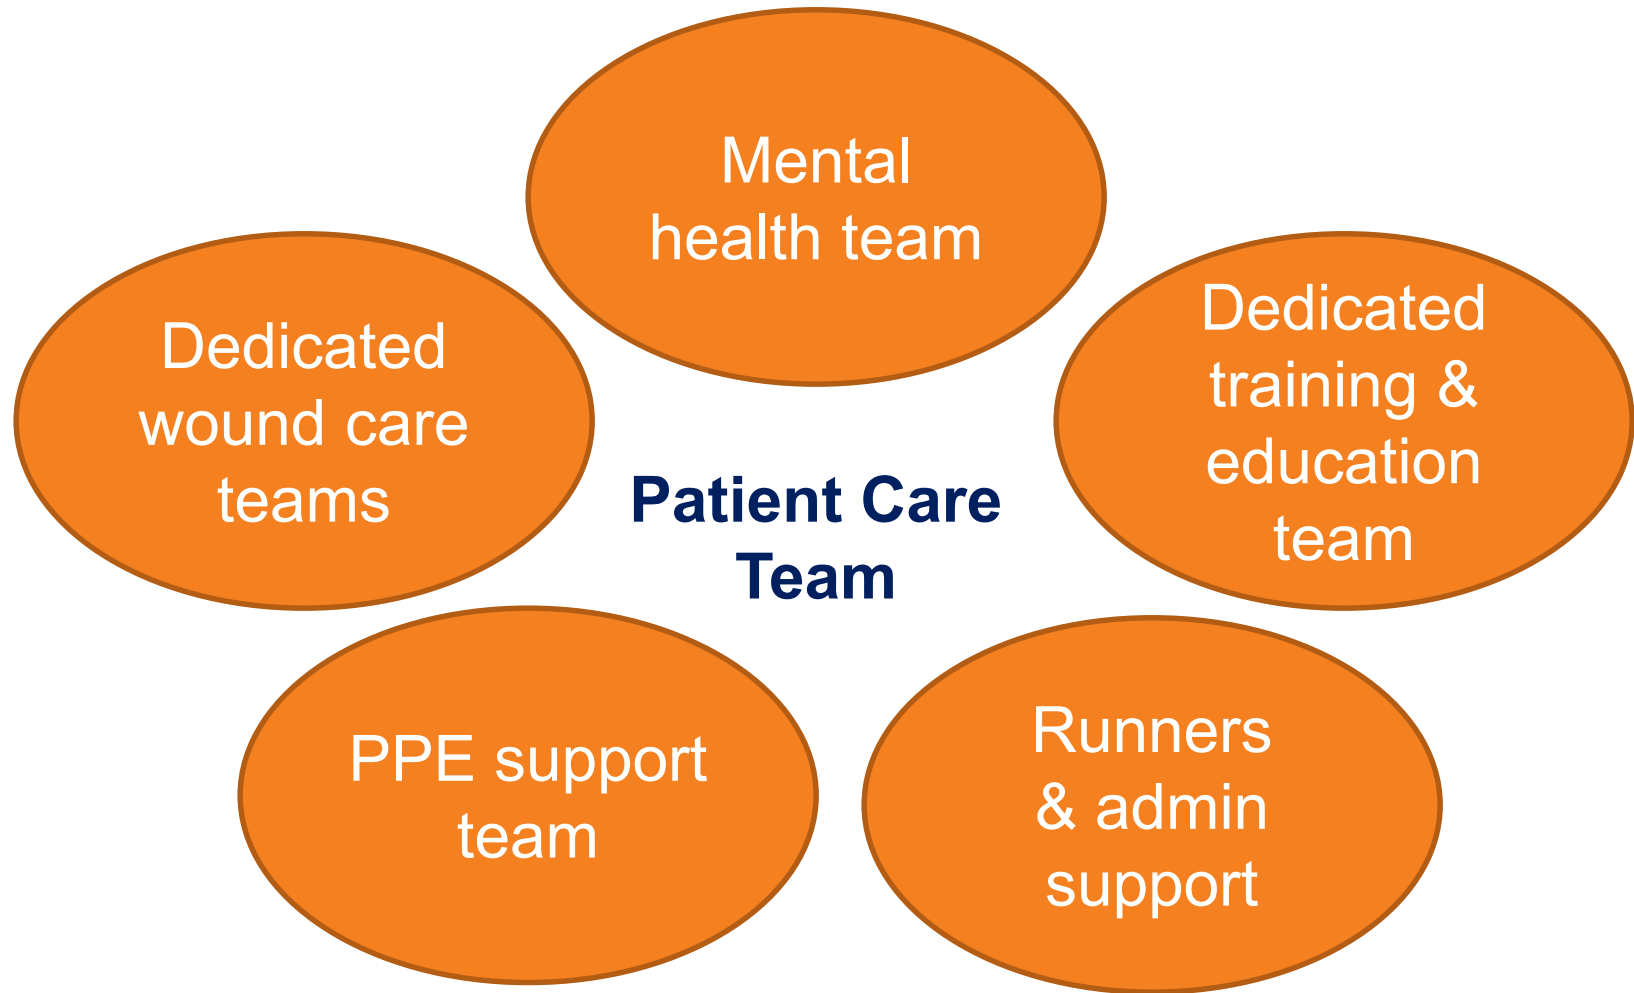 Mental
health team
Dedicated
wound care
teams
Dedicated
training &
education
team
Patient Care
Team
PPE support
team
Runners
& admin
support